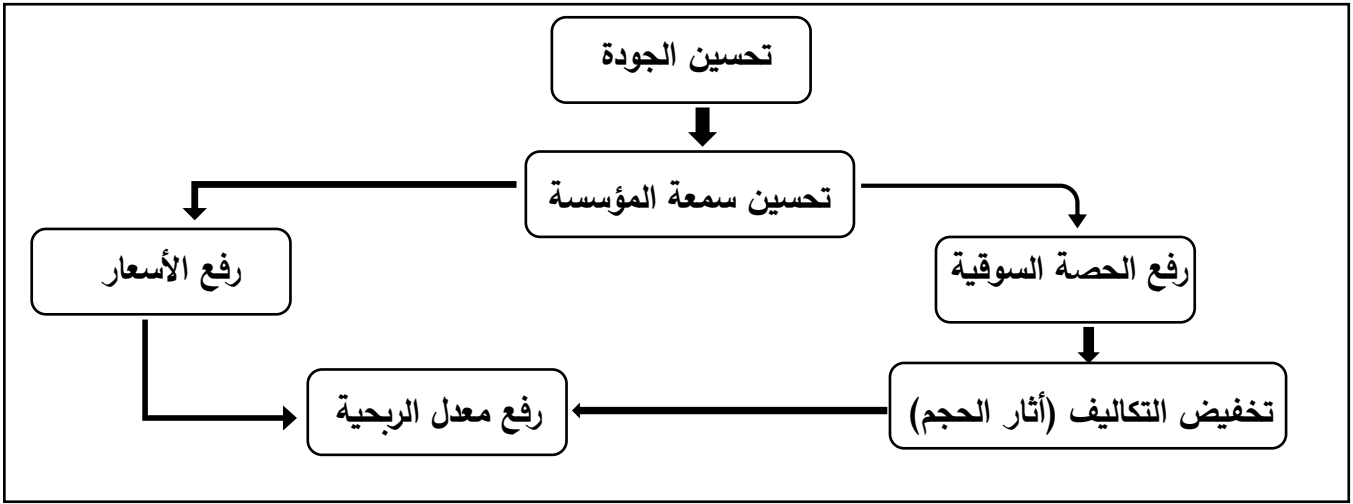 تحسين الجودة
تحسين سمعة المؤسسة
رفع الحصة السوقية
رفع الأسعار
تخفيض التكاليف (أثار الحجم)
رفع معدل الربحية